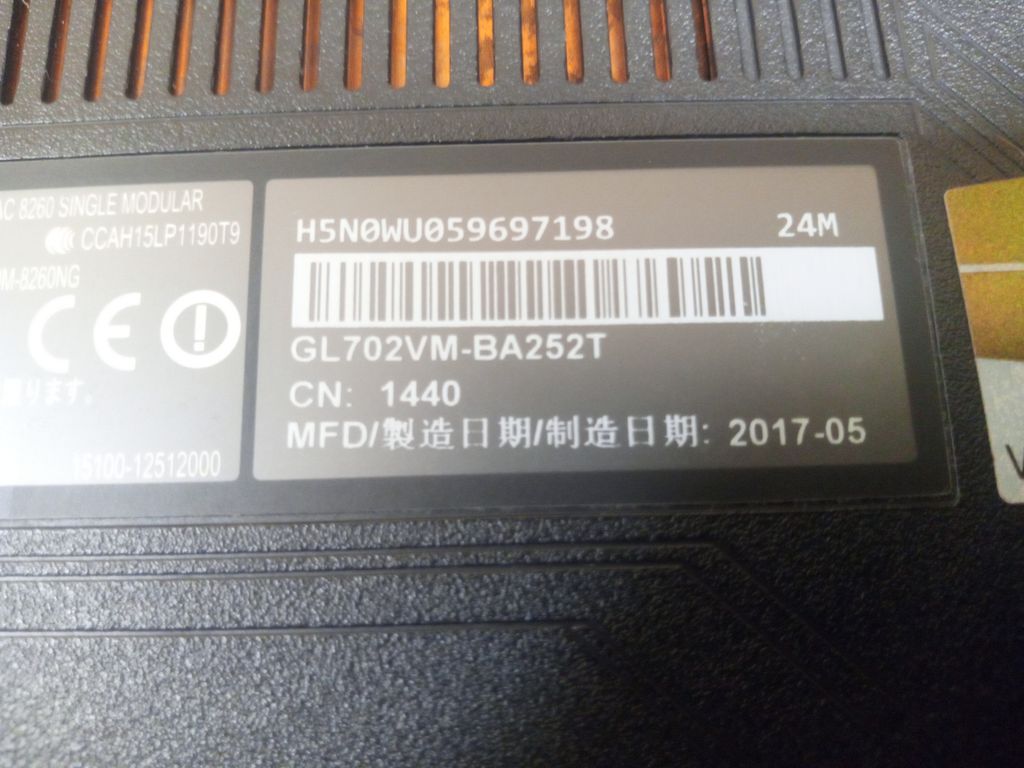 AC 8260 SINGLE MODULAR
CCAH15LP1190T9
M-8260NG
CE
ります。
15100-12512000
H5N0WU059697198 24M
GL702VM-BA252T
CN: 1440
MFD/製造日期/制造日期: 2017-05